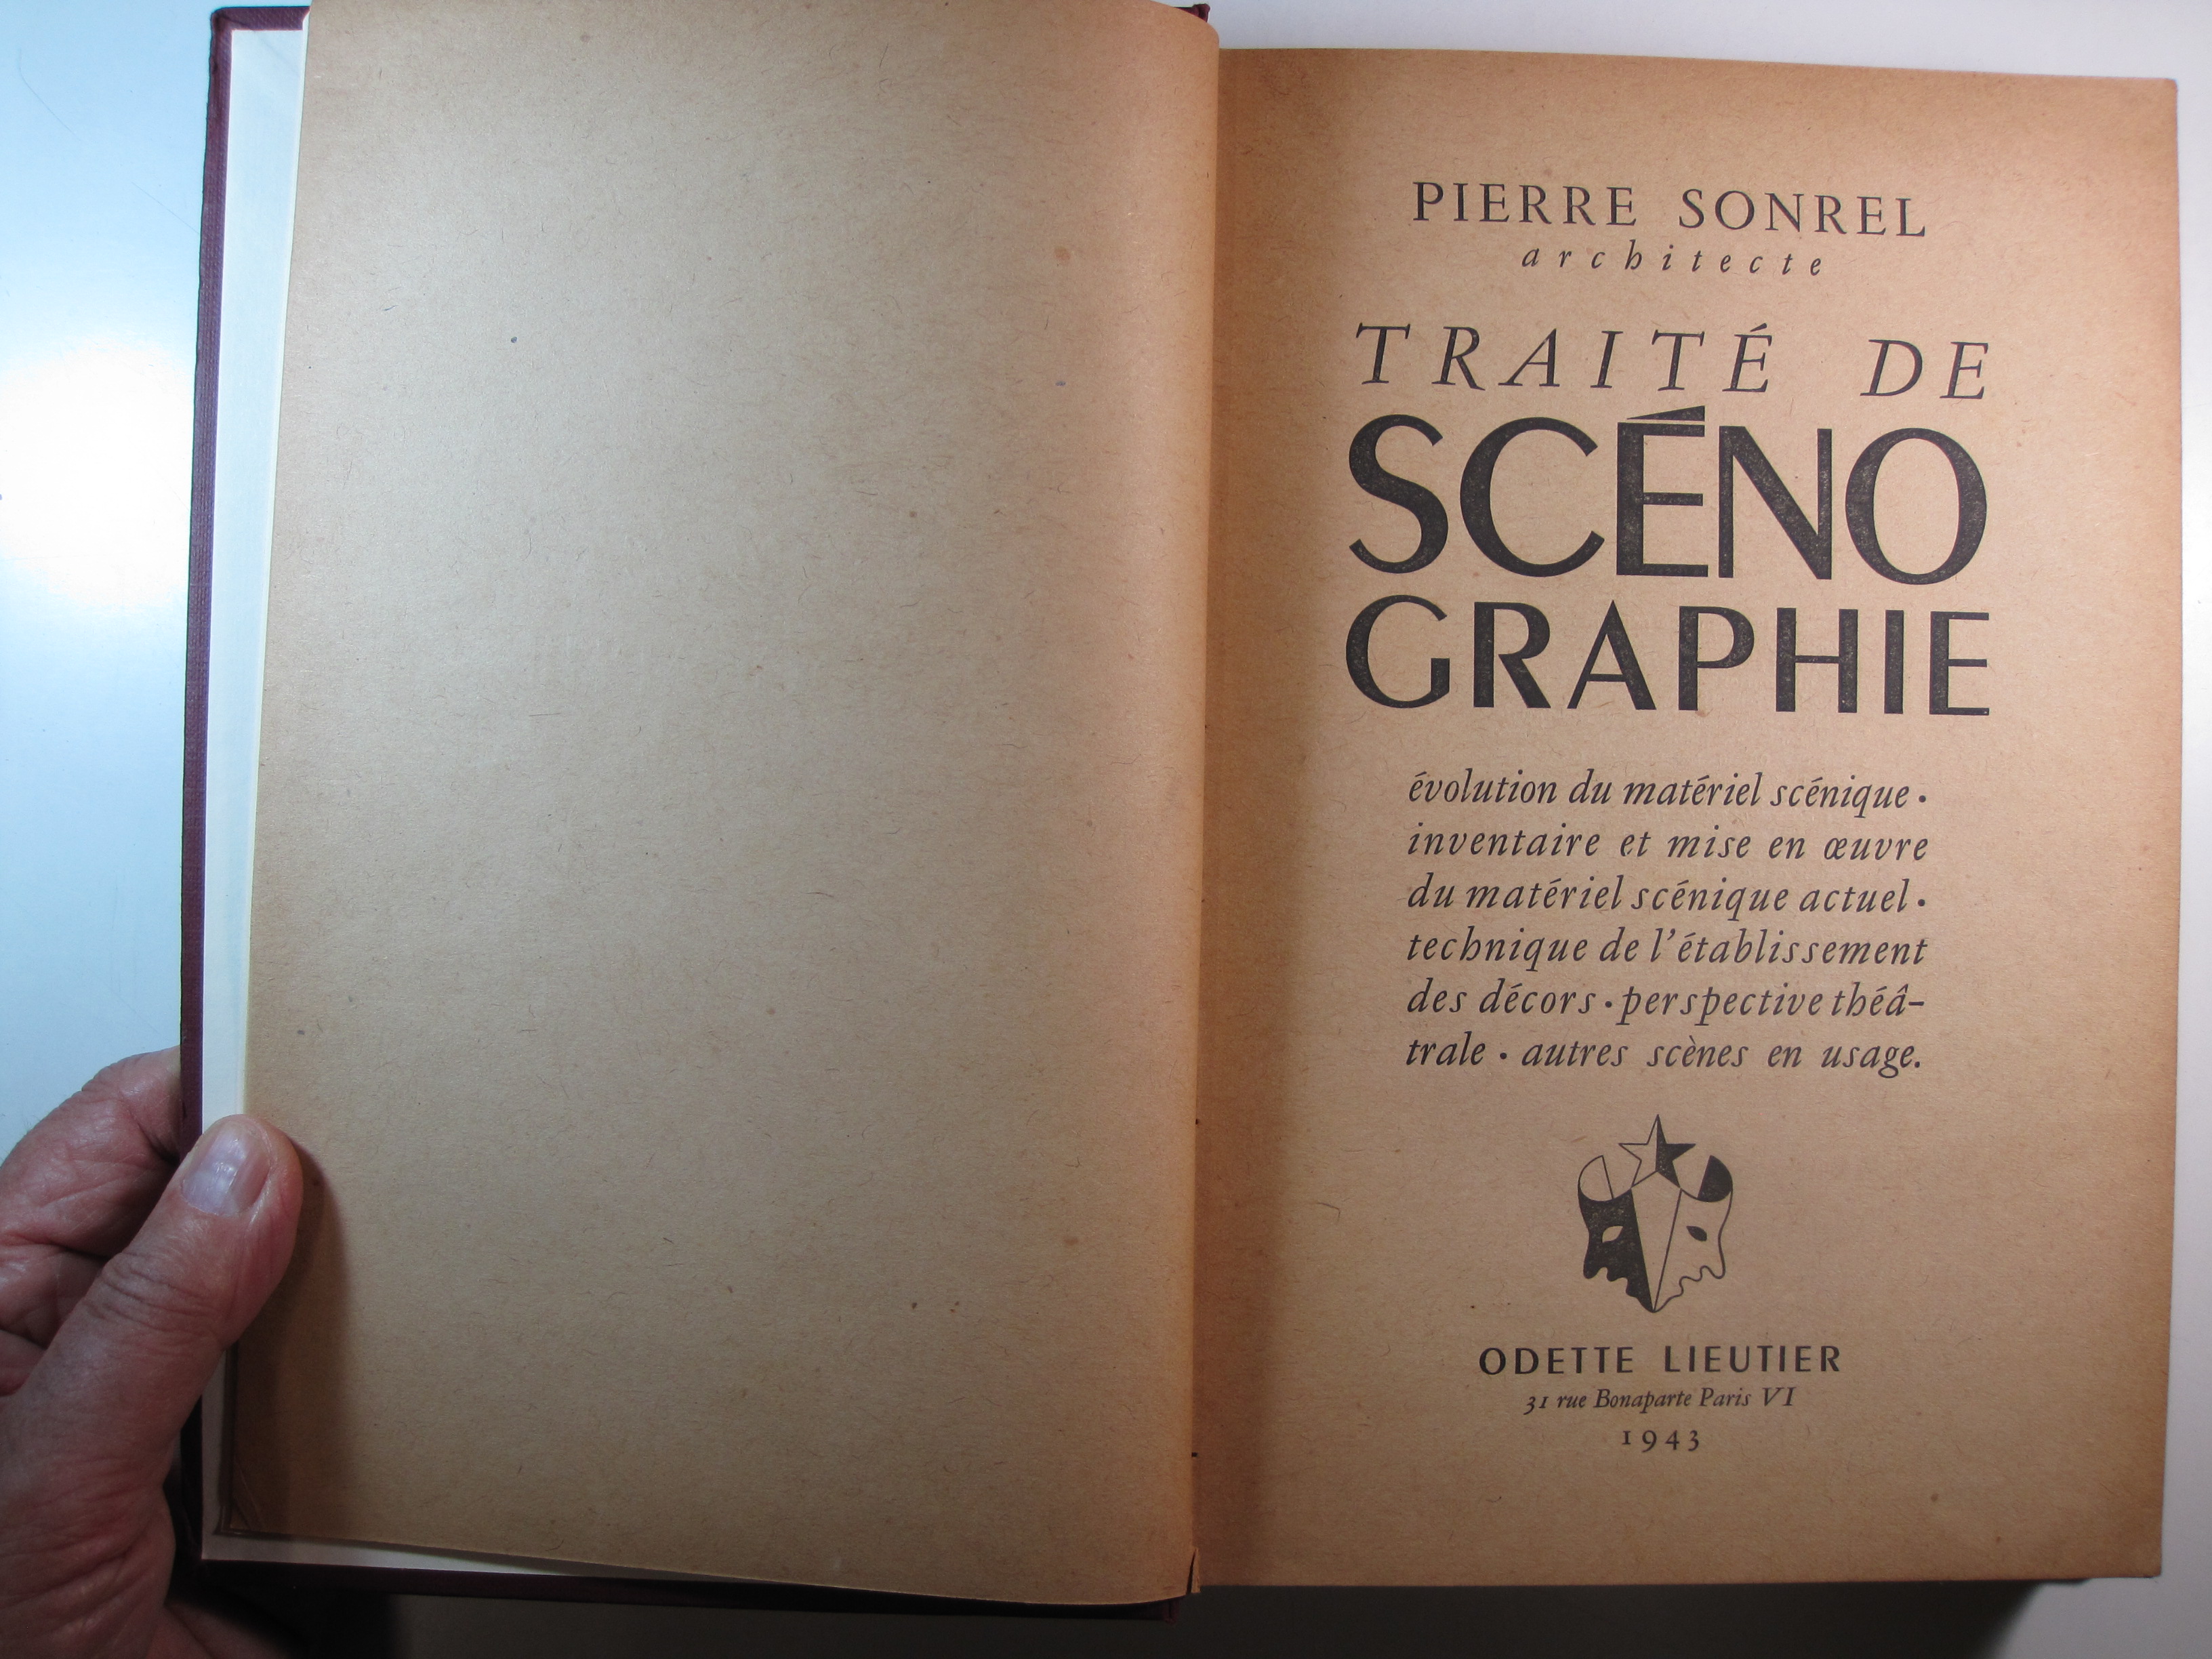 PIERRE SONREL
architecte
TRAITÉ DE
SCÉNO
GRAPHIE
évolution du matériel scénique •
inventaire et mise en œuvre
du matériel scénique actuel •
technique de l'établissement
des décors • perspective théâ-
trale • autres scènes en usage.
ODETTE LIEUTIER
31 rue Bonaparte Paris VI
1943